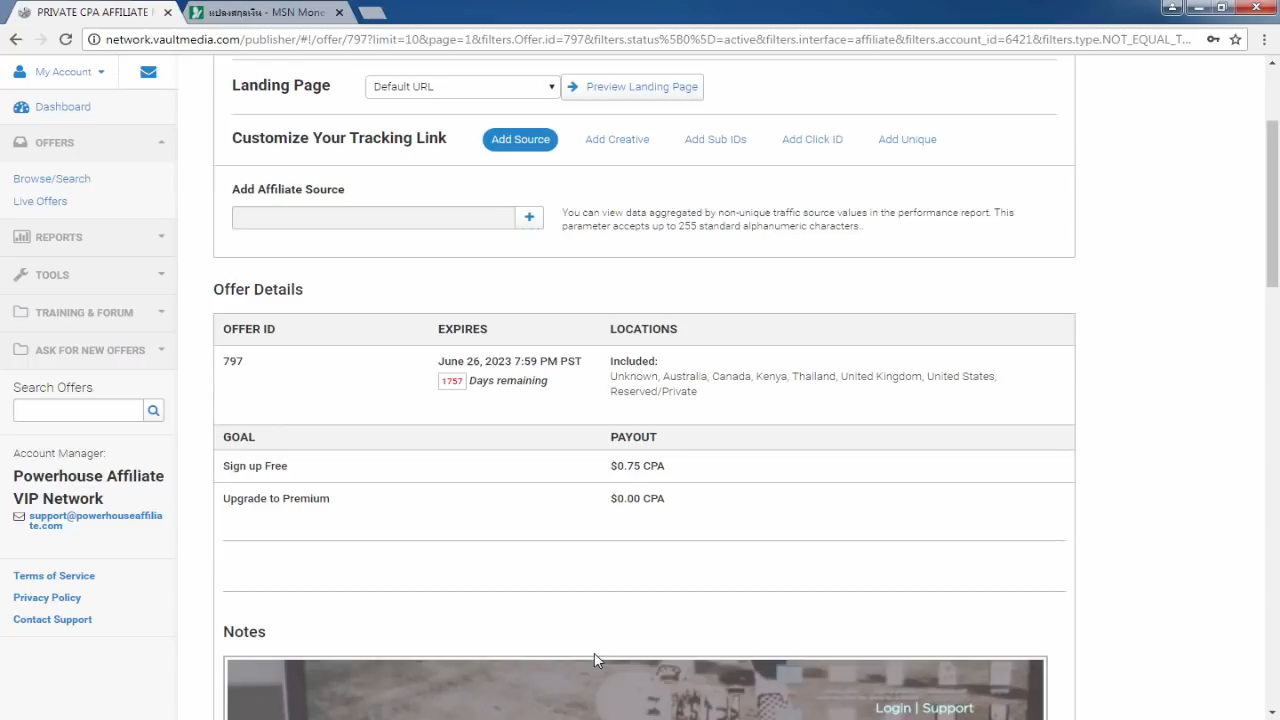 PRIVATE CPA AFFILIATE M
แปลงสกุลเงิน - MSN Mone
network.vaultmedia.com/publisher/#!/offer/797?limit=10&page=1&filters.Offer.id=797&filters.status%5B0%5D=active&filters.interface=affiliate&filters.account_id=6421&filters.type.NOT_EQUAL_T...
My Account
Dashboard
OFFERS
Browse/Search
Live Offers
REPORTS
TOOLS
TRAINING & FORUM
ASK FOR NEW OFFERS
Search Offers
Account Manager:
Powerhouse Affiliate
VIP Network
support@powerhouseaffilia
te.com
Terms of Service
Privacy Policy
Contact Support
Landing Page
Default URL
Preview Landing Page
Customize Your Tracking Link
Add Source
Add Creative
Add Sub IDs
Add Click ID
Add Unique
Add Affiliate Source
You can view data aggregated by non-unique traffic source values in the performance report. This
parameter accepts up to 255 standard alphanumeric characters..
Offer Details
OFFER ID EXPIRES LOCATIONS
797
June 26, 2023 7:59 PM PST
1757 Days remaining
Included:
Unknown, Australia, Canada, Kenya, Thailand, United Kingdom, United States,
Reserved/Private
GOAL PAYOUT
Sign up Free $0.75 CPA
Upgrade to Premium $0.00 CPA
Notes
Login | Support